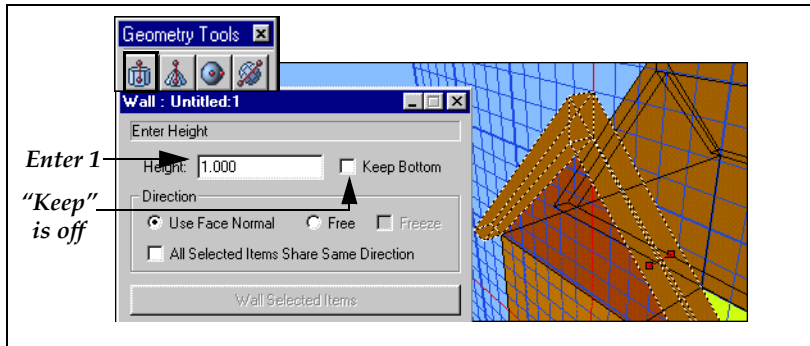 Geometry Tools
Wall : Untitled:1
Enter Height
Enter 1
Height: 1.000
Keep Bottom
"Keep"
is off
Direction
Use Face Normal
Free
Freeze
All Selected Items Share Same Direction
Wall Selected Items